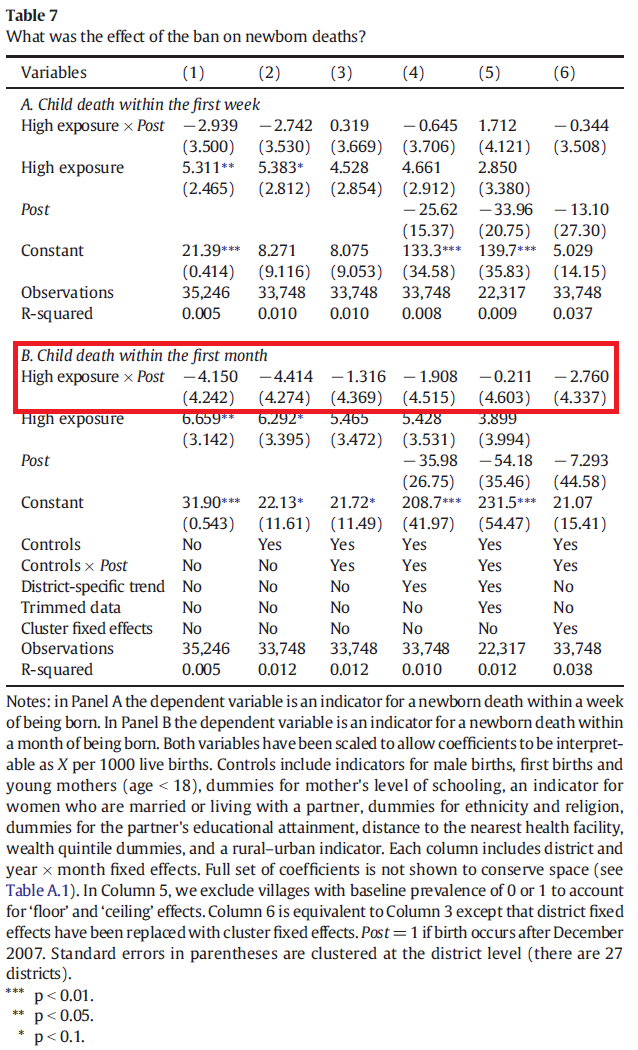 Table 7
What was the effect of the ban on newborn deaths?
Variables (1) (2) (3) (4) (5) (6)
A. Child death within the first week
High exposure × Post −2.939 −2.742 0.319 −0.645 1.712 −0.344
(3.500) (3.530) (3.669) (3.706) (4.121) (3.508)
High exposure 5.311** 5.383* 4.528 4.661 2.850
(2.465) (2.812) (2.854) (2.912) (3.380)
Post −25.62 −33.96 −13.10
(15.37) (20.75) (27.30)
Constant 21.39*** 8.271 8.075 133.3*** 139.7*** 5.029
(0.414) (9.116) (9.053) (34.58) (35.83) (14.15)
Observations 35,246 33,748 33,748 33,748 22,317 33,748
R-squared 0.005 0.010 0.010 0.008 0.009 0.037
B. Child death within the first month
High exposure × Post −4.150 −4.414 −1.316 −1.908 −0.211 −2.760
(4.242) (4.274) (4.369) (4.515) (4.603) (4.337)
High exposure 6.659** 6.292* 5.465 5.428 3.899
(3.142) (3.395) (3.472) (3.531) (3.994)
Post −35.98 −54.18 −7.293
(26.75) (35.46) (44.58)
Constant 31.90*** 22.13* 21.72* 208.7*** 231.5*** 21.07
(0.543) (11.61) (11.49) (41.97) (54.47) (15.41)
Controls No Yes Yes Yes Yes Yes
Controls × Post No No Yes Yes Yes Yes
District-specific trend No No No Yes Yes No
Trimmed data No No No No Yes No
Cluster fixed effects No No No No No Yes
Observations 35,246 33,748 33,748 33,748 22,317 33,748
R-squared 0.005 0.012 0.012 0.010 0.012 0.038
Notes: in Panel A the dependent variable is an indicator for a newborn death within a week
of being born. In Panel B the dependent variable is an indicator for a newborn death within
a month of being born. Both variables have been scaled to allow coefficients to be interpret-
able as X per 1000 live births. Controls include indicators for male births, first births and
young mothers (age < 18), dummies for mother's level of schooling, an indicator for
women who are married or living with a partner, dummies for ethnicity and religion,
dummies for the partner's educational attainment, distance to the nearest health facility,
wealth quintile dummies, and a rural–urban indicator. Each column includes district and
year × month fixed effects. Full set of coefficients is not shown to conserve space (see
Table A.1). In Column 5, we exclude villages with baseline prevalence of 0 or 1 to account
for 'floor' and 'ceiling' effects. Column 6 is equivalent to Column 3 except that district fixed
effects have been replaced with cluster fixed effects. Post = 1 if birth occurs after December
2007. Standard errors in parentheses are clustered at the district level (there are 27
districts).
*** p < 0.01.
** p < 0.05.
* p < 0.1.